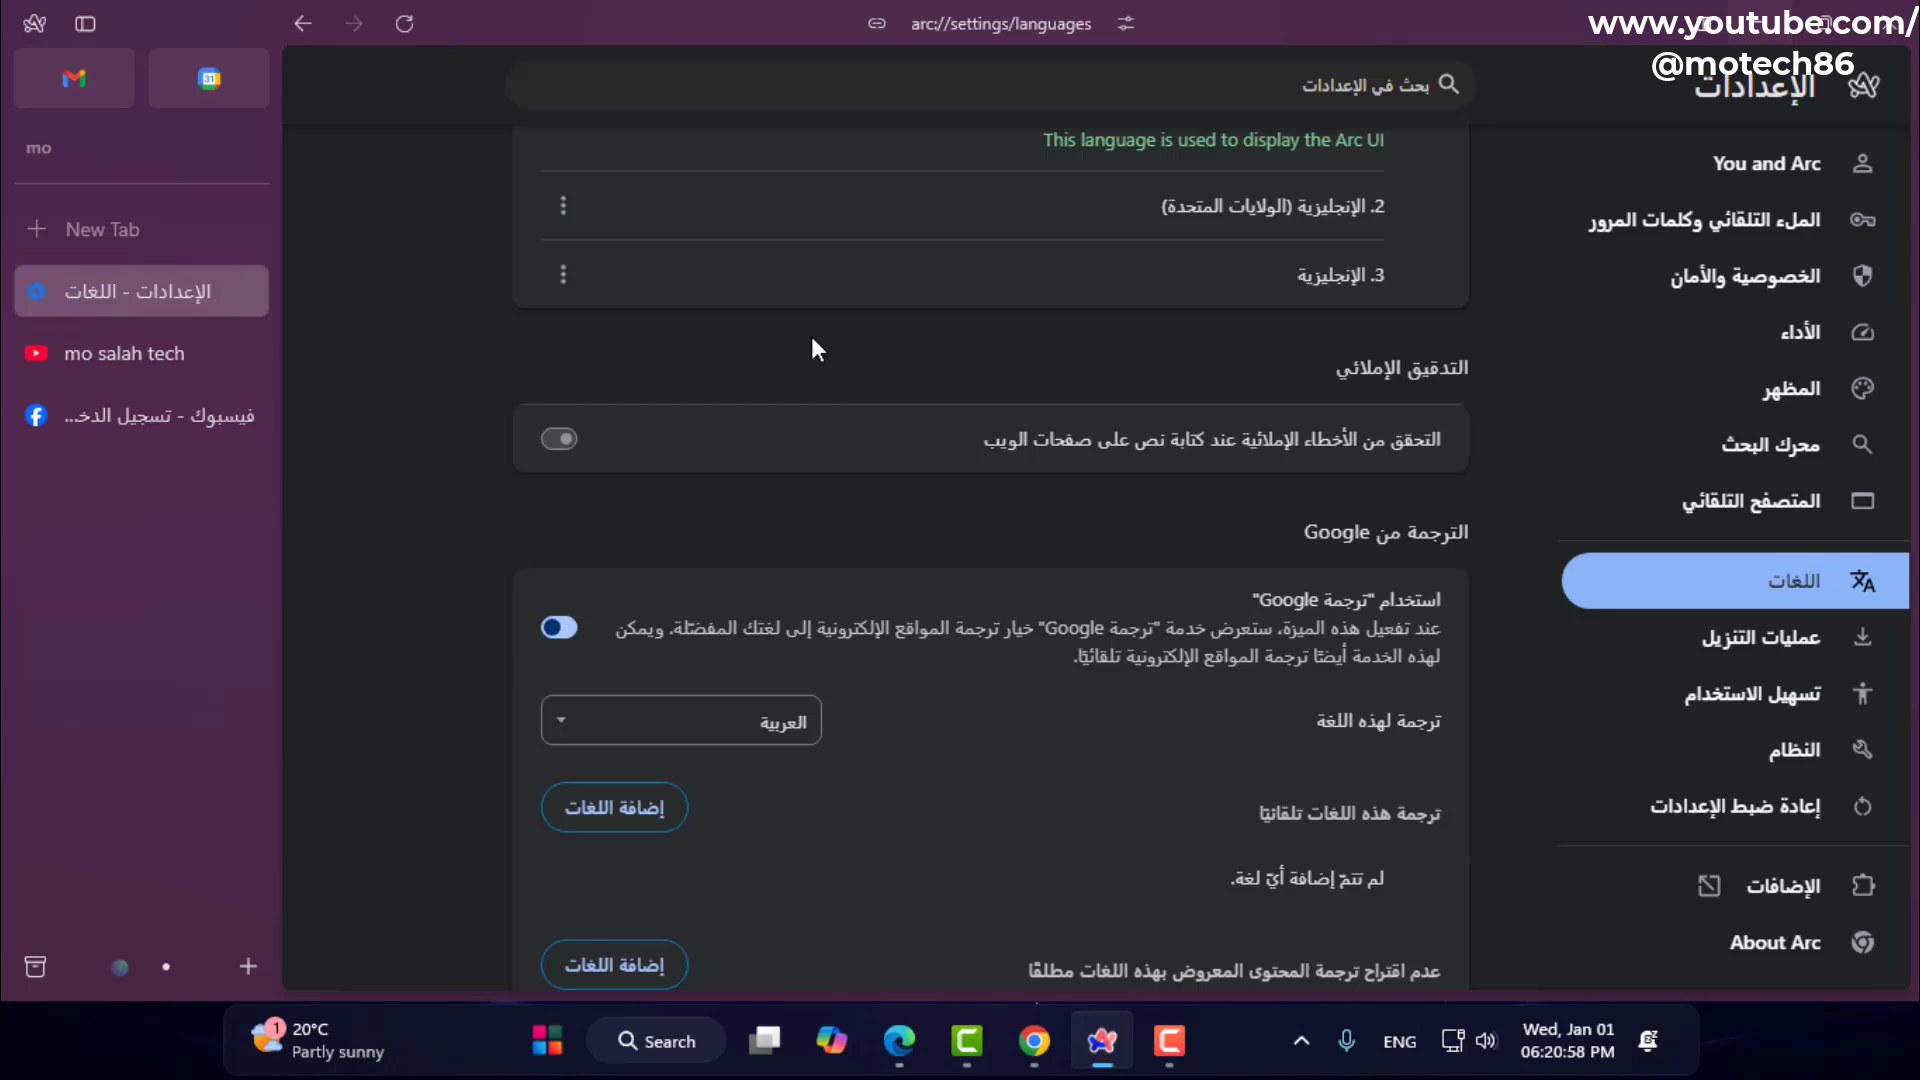 arc://settings/languages
www.youtube.com/
@motech86
الإعدادات
بحث في الإعدادات
mo
New Tab
الإعدادات - اللغات
mo salah tech
فيسبوك - تسجيل الدخ...
This language is used to display the Arc UI
2. الإنجليزية (الولايات المتحدة)
3. الإنجليزية
التدقيق الإملائي
التحقق من الأخطاء الإملائية عند كتابة نص على صفحات الويب
الترجمة من Google
استخدام "ترجمة Google"
عند تفعيل هذه الميزة، ستعرض خدمة "ترجمة Google" خيار ترجمة المواقع الإلكترونية إلى لغتك المفضّلة. ويمكن
لهذه الخدمة أيضًا ترجمة المواقع الإلكترونية تلقائيًا.
ترجمة لهذه اللغة
العربية
ترجمة هذه اللغات تلقائيًا
إضافة اللغات
لم تتمّ إضافة أيّ لغة.
عدم اقتراح ترجمة المحتوى المعروض بهذه اللغات مطلقًا
إضافة اللغات
You and Arc
الملء التلقائي وكلمات المرور
الخصوصية والأمان
الأداء
المظهر
محرك البحث
المتصفح التلقائي
اللغات
عمليات التنزيل
تسهيل الاستخدام
النظام
إعادة ضبط الإعدادات
الإضافات
About Arc
1
20°C
Partly sunny
Search
ENG
Wed, Jan 01
06:20:58 PM
31